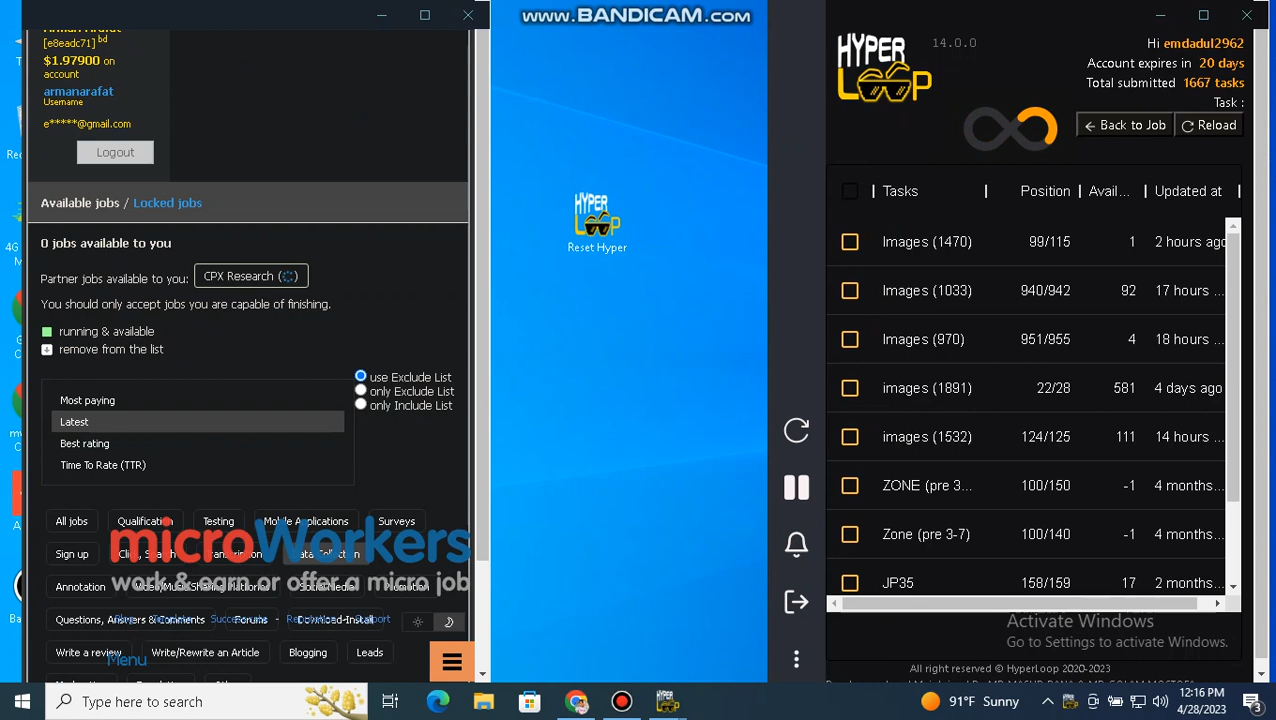 www.BANDICAM.com
[e8eadc71] bd
$1.97900 on
account
armanarafat
Username
e*****@gmail.com
Logout
Available jobs / Locked jobs
0 jobs available to you
Partner jobs available to you: CPX Research ( )
You should only accept jobs you are capable of finishing.
running & available
remove from the list
use Exclude List
only Exclude List
only Include List
Most paying
Latest
Best rating
Time To Rate (TTR)
All jobs Qualification Testing Mobile Applications Surveys
microWorkers
work & earn or offer a micro job
Sign up
Annotation
Promotion
Questions, Answers & Comments Forums Download-Install
Support
Write a review Write/Rewrite an Article Blogging Leads
Menu
Reset Hyper
HYPER LOOP
14.0.0
Hi emdadul2962
Account expires in 20 days
Total submitted 1667 tasks
Task :
Back to Job Reload
Tasks Position Avail... Updated at
Images (1470) 99/115 1 2 hours ago
Images (1033) 940/942 92 17 hours ...
Images (970) 951/955 4 18 hours ...
images (1891) 22/28 581 4 days ago
images (1532) 124/125 111 14 hours ...
ZONE (pre 3... 100/150 -1 4 months...
Zone (pre 3-7) 100/140 -1 4 months...
JP35 158/159 17 2 months...
Activate Windows
Go to Settings to activate Windows.
All right reserved © HyperLoop 2020-2023
Type here to search
91°F Sunny
12:16 PM
4/28/2023
3